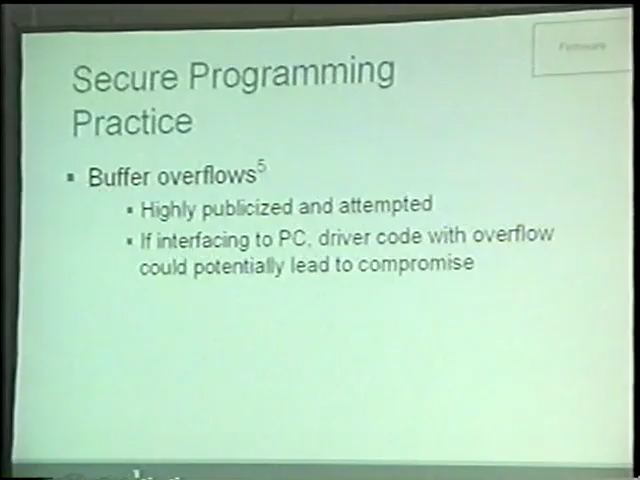 Firmware
Secure Programming
Practice
▪ Buffer overflows5
▪ Highly publicized and attempted
▪ If interfacing to PC, driver code with overflow
could potentially lead to compromise